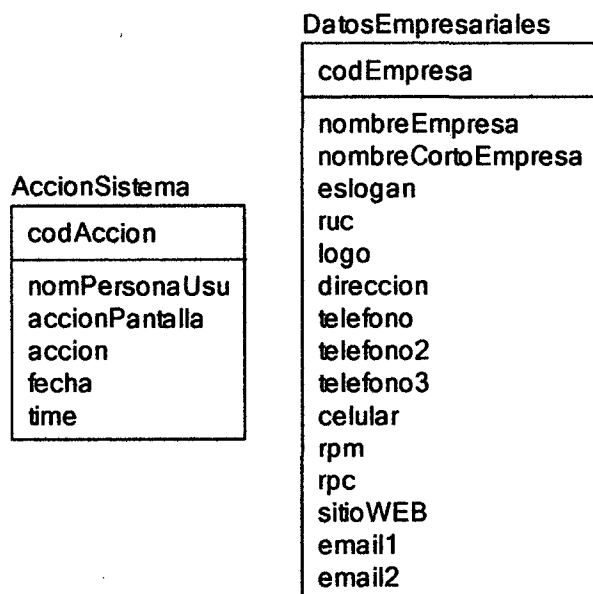 AccionSistema
codAccion
nomPersonaUsu
accionPantalla
accion
fecha
time
DatosEmpresariales
codEmpresa
nombreEmpresa
nombreCortoEmpresa
eslogan
ruc
logo
direccion
telefono
telefono2
telefono3
celular
rpm
rpc
sitioWEB
email1
email2